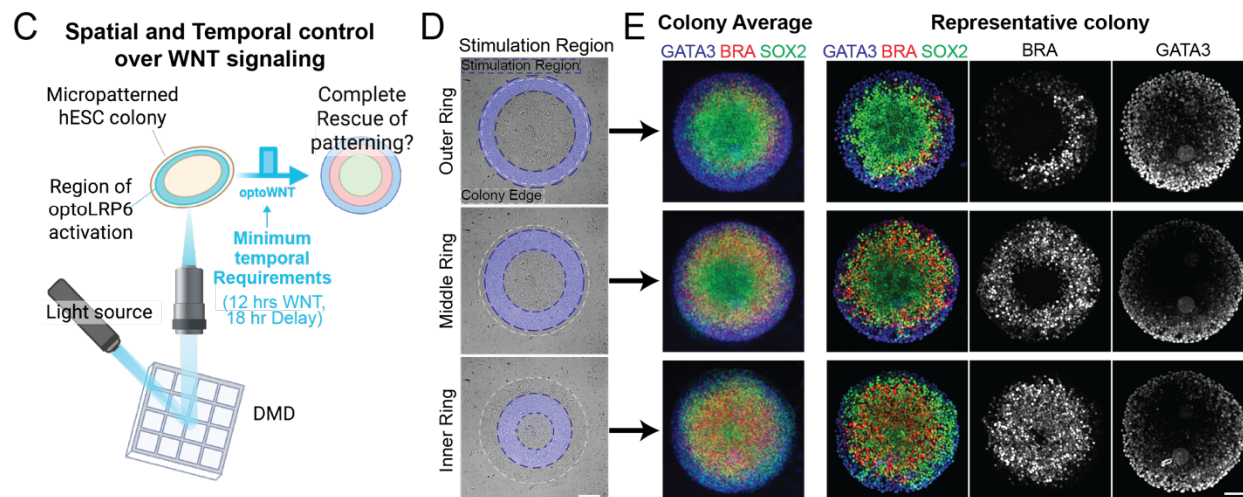 C
Spatial and Temporal control
over WNT signaling
Micropatterned
hESC colony
Complete
Rescue of
patterning?
optoWNT
Region of
optoLRP6
activation
Minimum
temporal
Requirements
(12 hrs WNT,
18 hr Delay)
Light source
DMD
D
Stimulation Region
Stimulation Region
Colony Edge
Outer Ring
Middle Ring
Inner Ring
E
Colony Average
GATA3 BRA SOX2
Representative colony
GATA3 BRA SOX2
BRA
GATA3